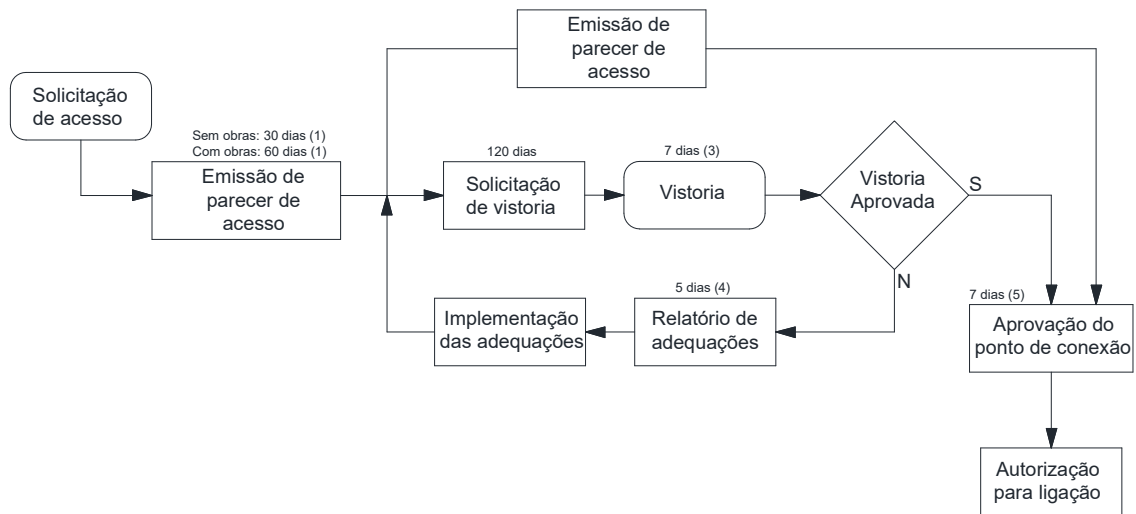 Emissão de
parecer de
acesso
Solicitação
de acesso
Sem obras: 30 dias (1)
Com obras: 60 dias (1)
Emissão de
parecer de
acesso
120 dias
Solicitação
de vistoria
7 dias (3)
Vistoria
Vistoria
Aprovada
S
N
5 dias (4)
Relatório de
adequações
Implementação
das adequações
7 dias (5)
Aprovação do
ponto de conexão
Autorização
para ligação